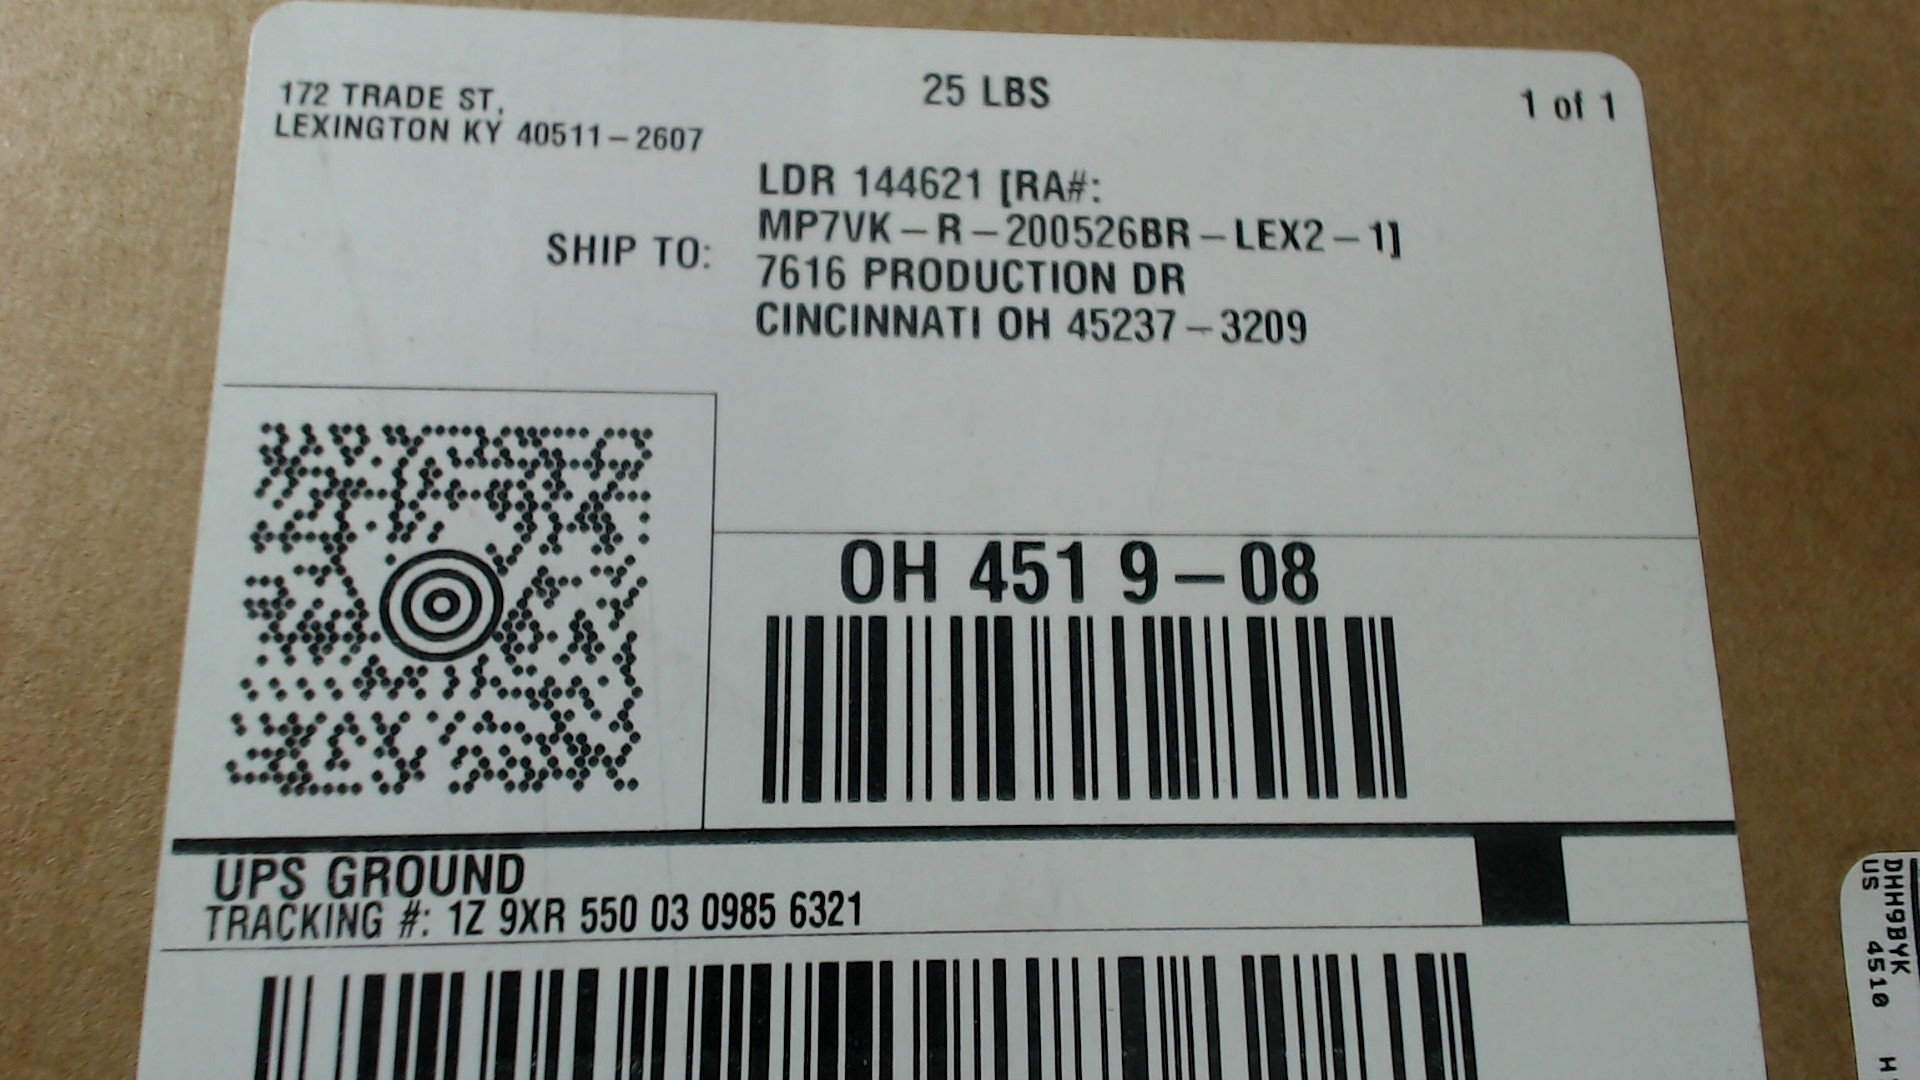 172 TRADE ST,
LEXINGTON KY 40511-2607
25 LBS
1 of 1
SHIP TO:
LDR 144621 [RA#:
MP7VK-R-200526BR-LEX2-1]
7616 PRODUCTION DR
CINCINNATI OH 45237-3209
OH 451 9-08
UPS GROUND
TRACKING #: 1Z 9XR 550 03 0985 6321
DHH9BYK
US 4510